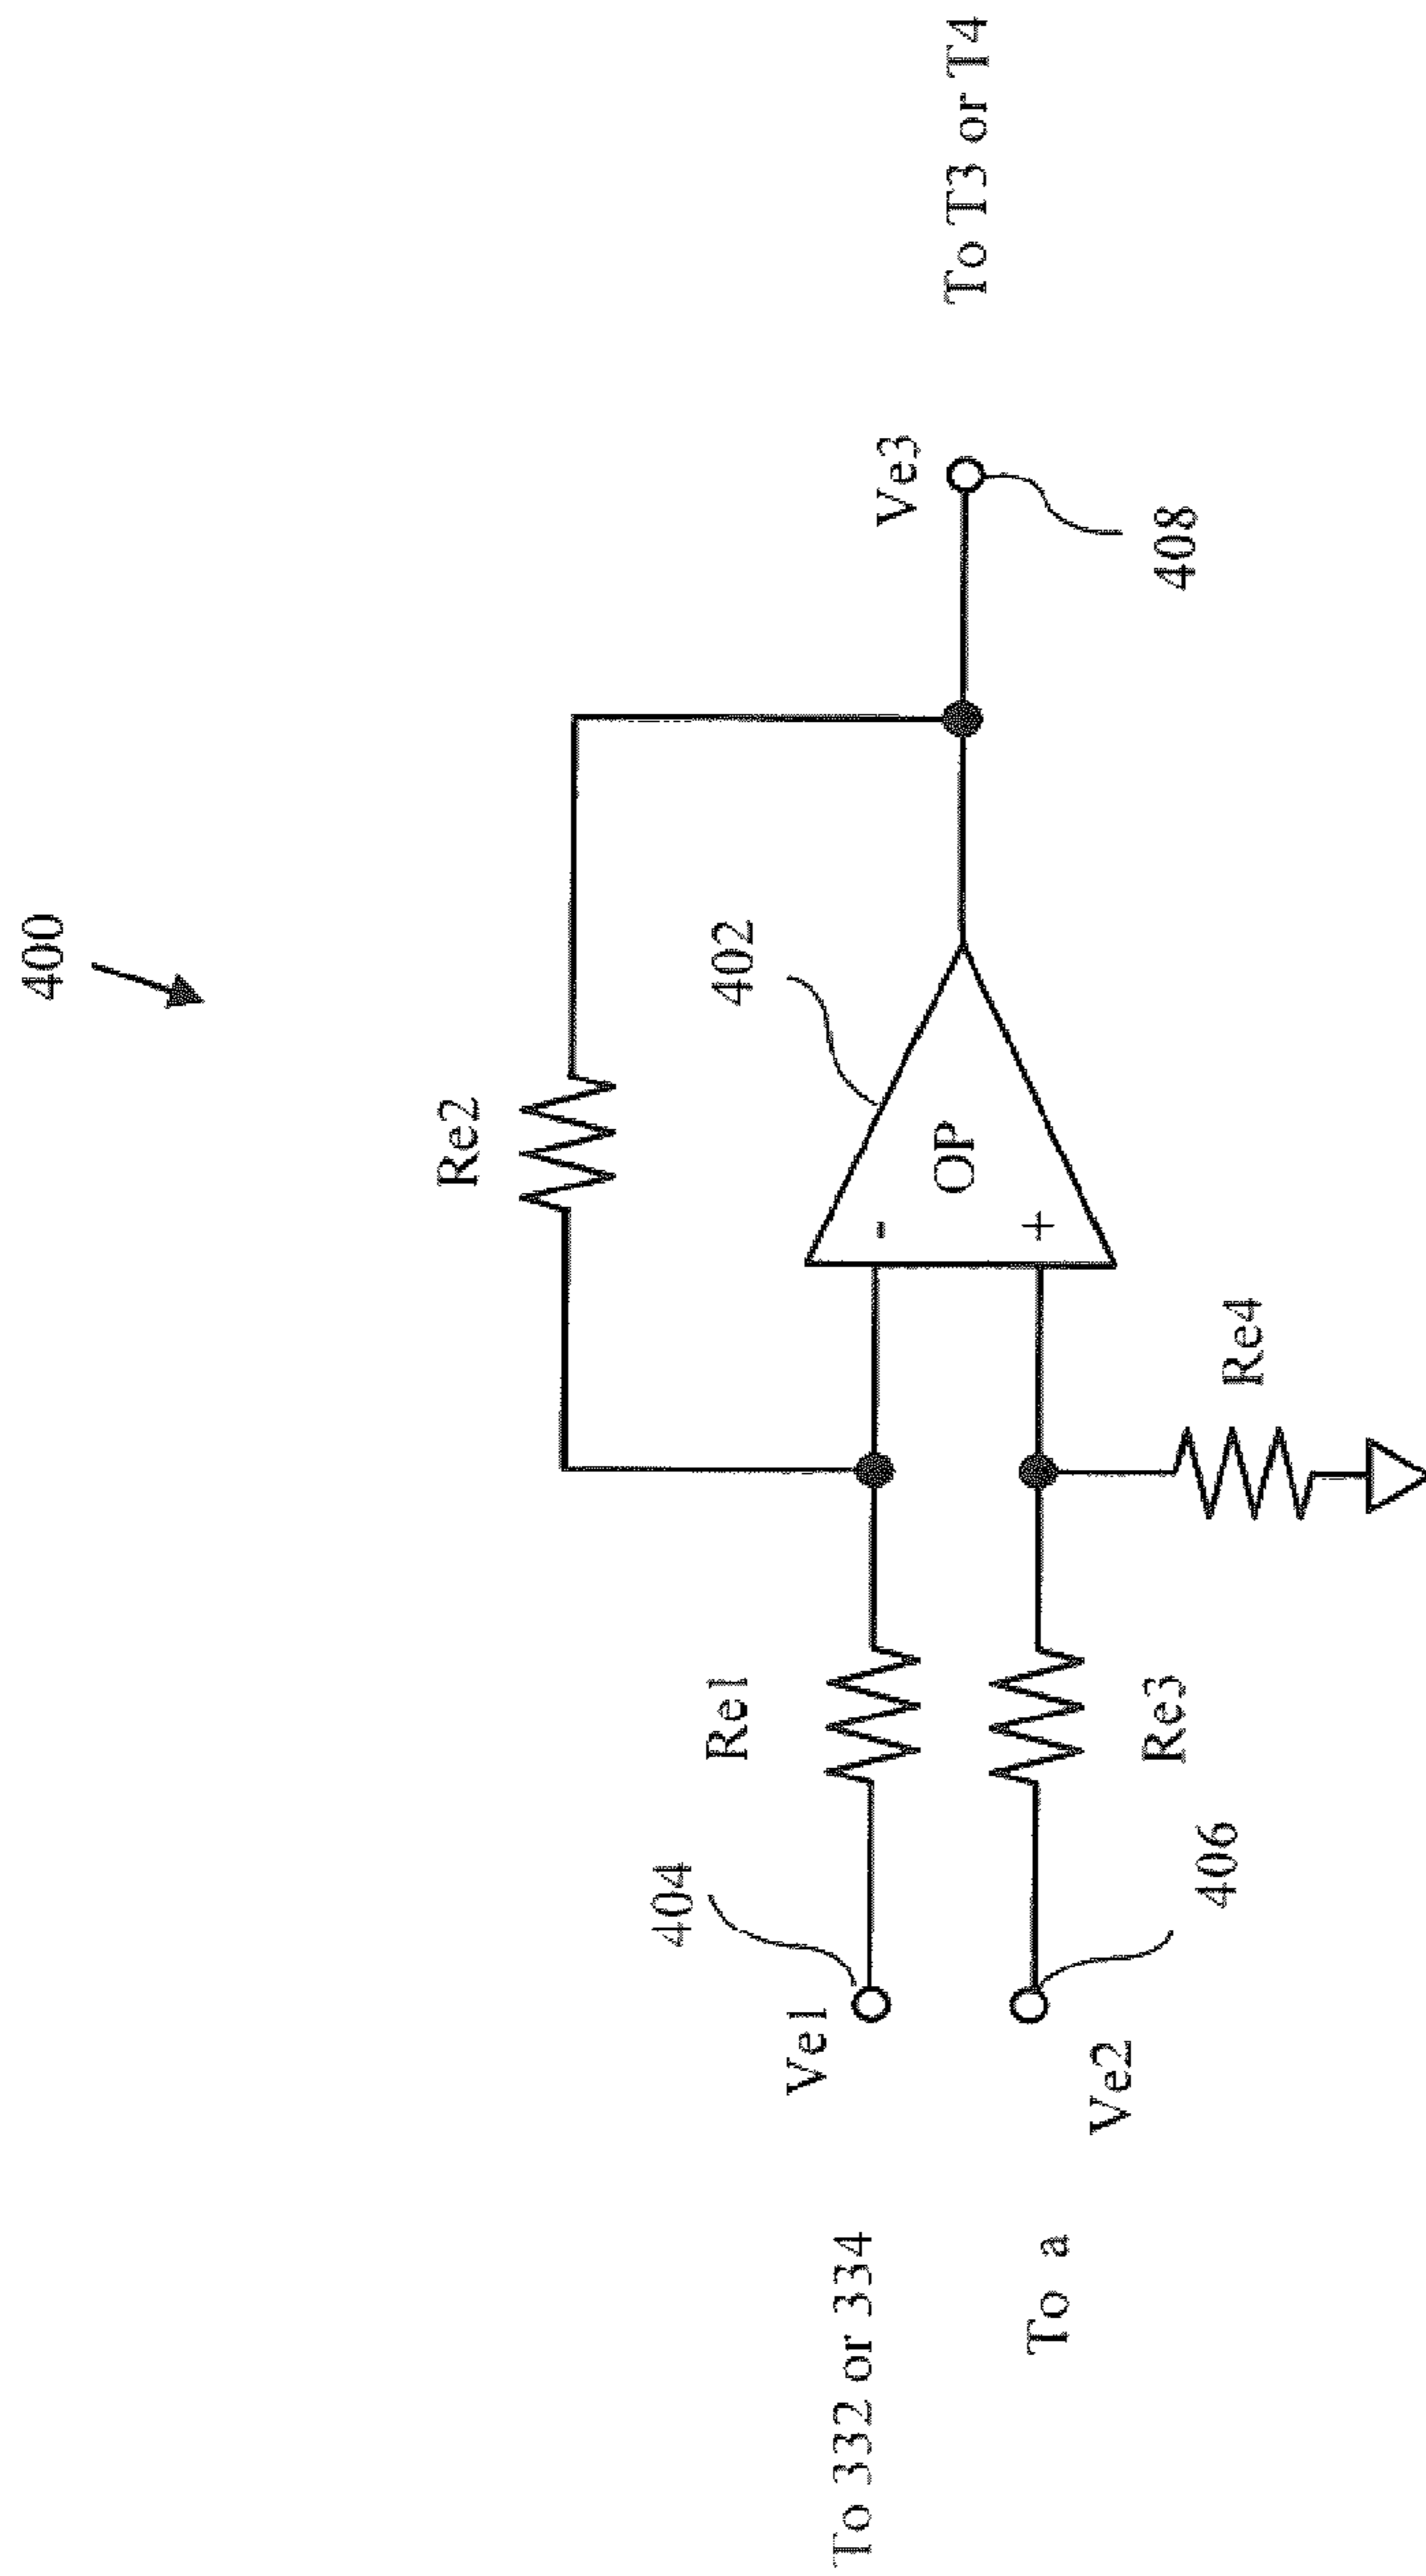 400
Re2
402
Ve3
To T3 or T4
408
OP
-
+
Re1
Re3
Re4
404
Ve1
To 332 or 334
406
Ve2
To a